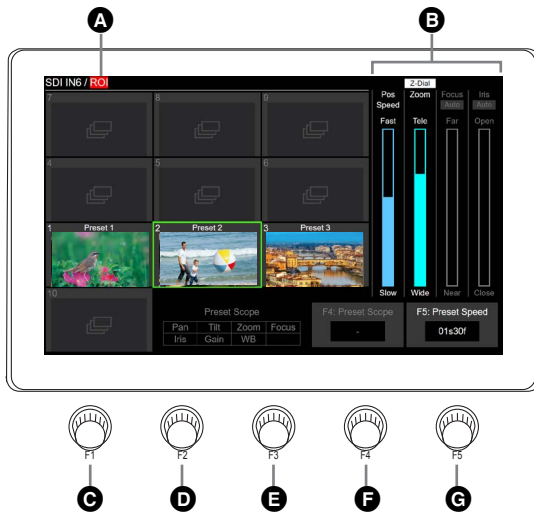 A
B
SDI IN6 / ROI
Z-Dial
Pos Speed
Zoom
Focus
Iris
Auto
Auto
Fast
Tele
Far
Open
7
8
9
4
5
6
1 Preset 1
2 Preset 2
3 Preset 3
Slow
Wide
Near
Close
10
Preset Scope
Pan Tilt Zoom Focus
Iris Gain WB
F4: Preset Scope
-
F5: Preset Speed
01s30f
F1
F2
F3
F4
F5
C
D
E
F
G